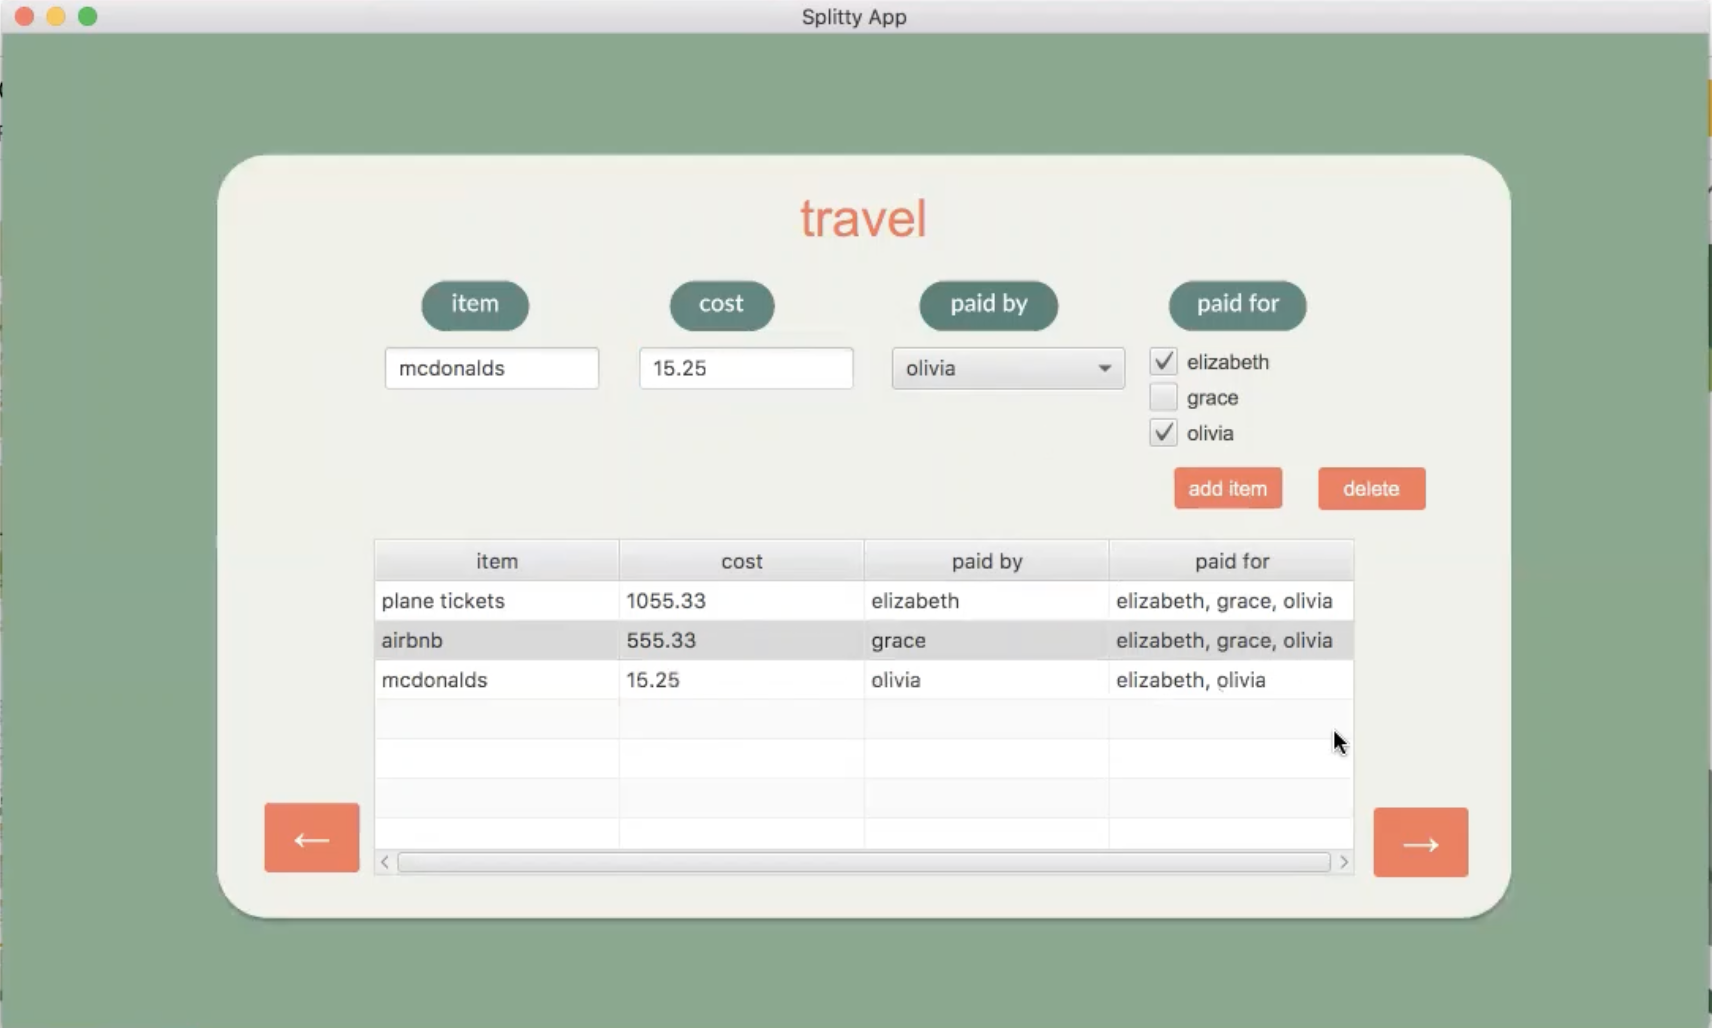 Splitty App
travel
item cost paid by paid for
mcdonalds 15.25 olivia elizabeth
grace
olivia
add item delete
item cost paid by paid for
plane tickets 1055.33 elizabeth elizabeth, grace, olivia
airbnb 555.33 grace elizabeth, grace, olivia
mcdonalds 15.25 olivia elizabeth, olivia
← →